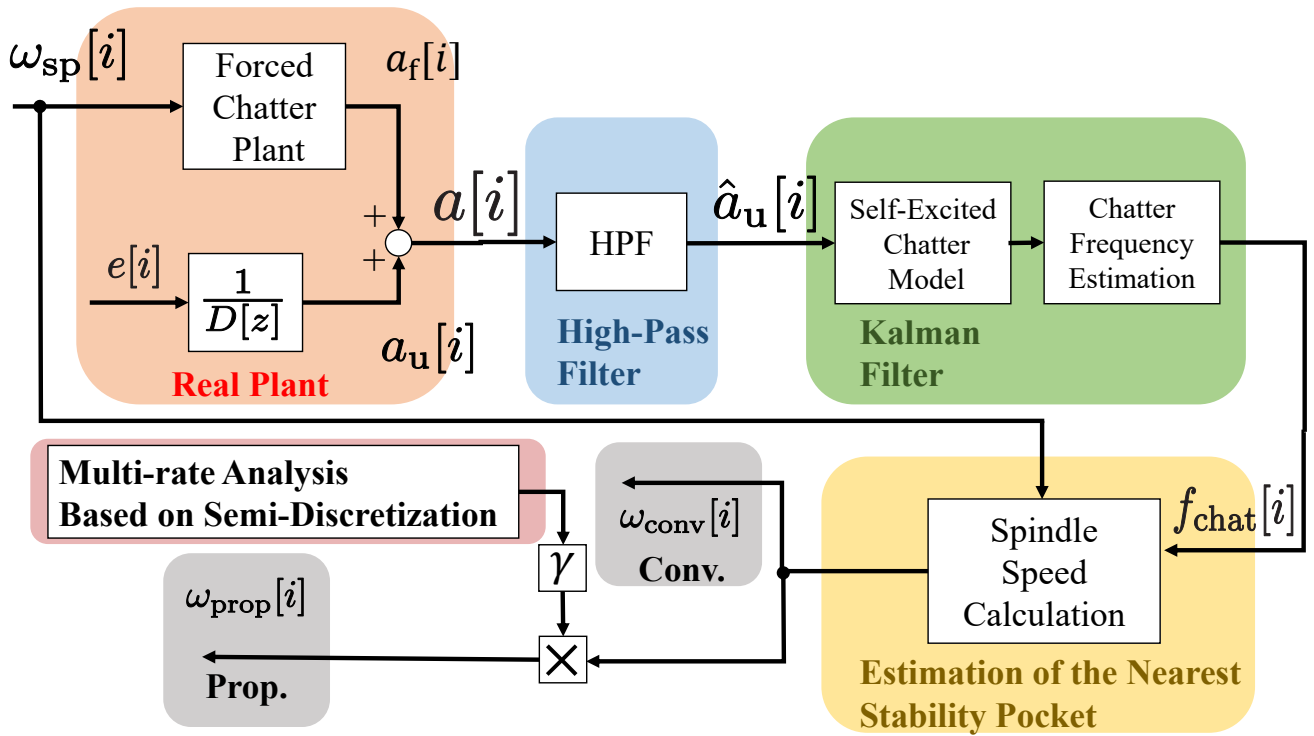 ω_sp[i]
Forced
Chatter
Plant
a_f[i]
+
+
e[i]
1
D[z]
a_u[i]
Real Plant
a[i]
HPF
High-Pass
Filter
â_u[i]
Self-Excited
Chatter
Model
Chatter
Frequency
Estimation
Kalman
Filter
Multi-rate Analysis
Based on Semi-Discretization
γ
×
ω_conv[i]
Conv.
ω_prop[i]
Prop.
f_chat[i]
Spindle
Speed
Calculation
Estimation of the Nearest
Stability Pocket